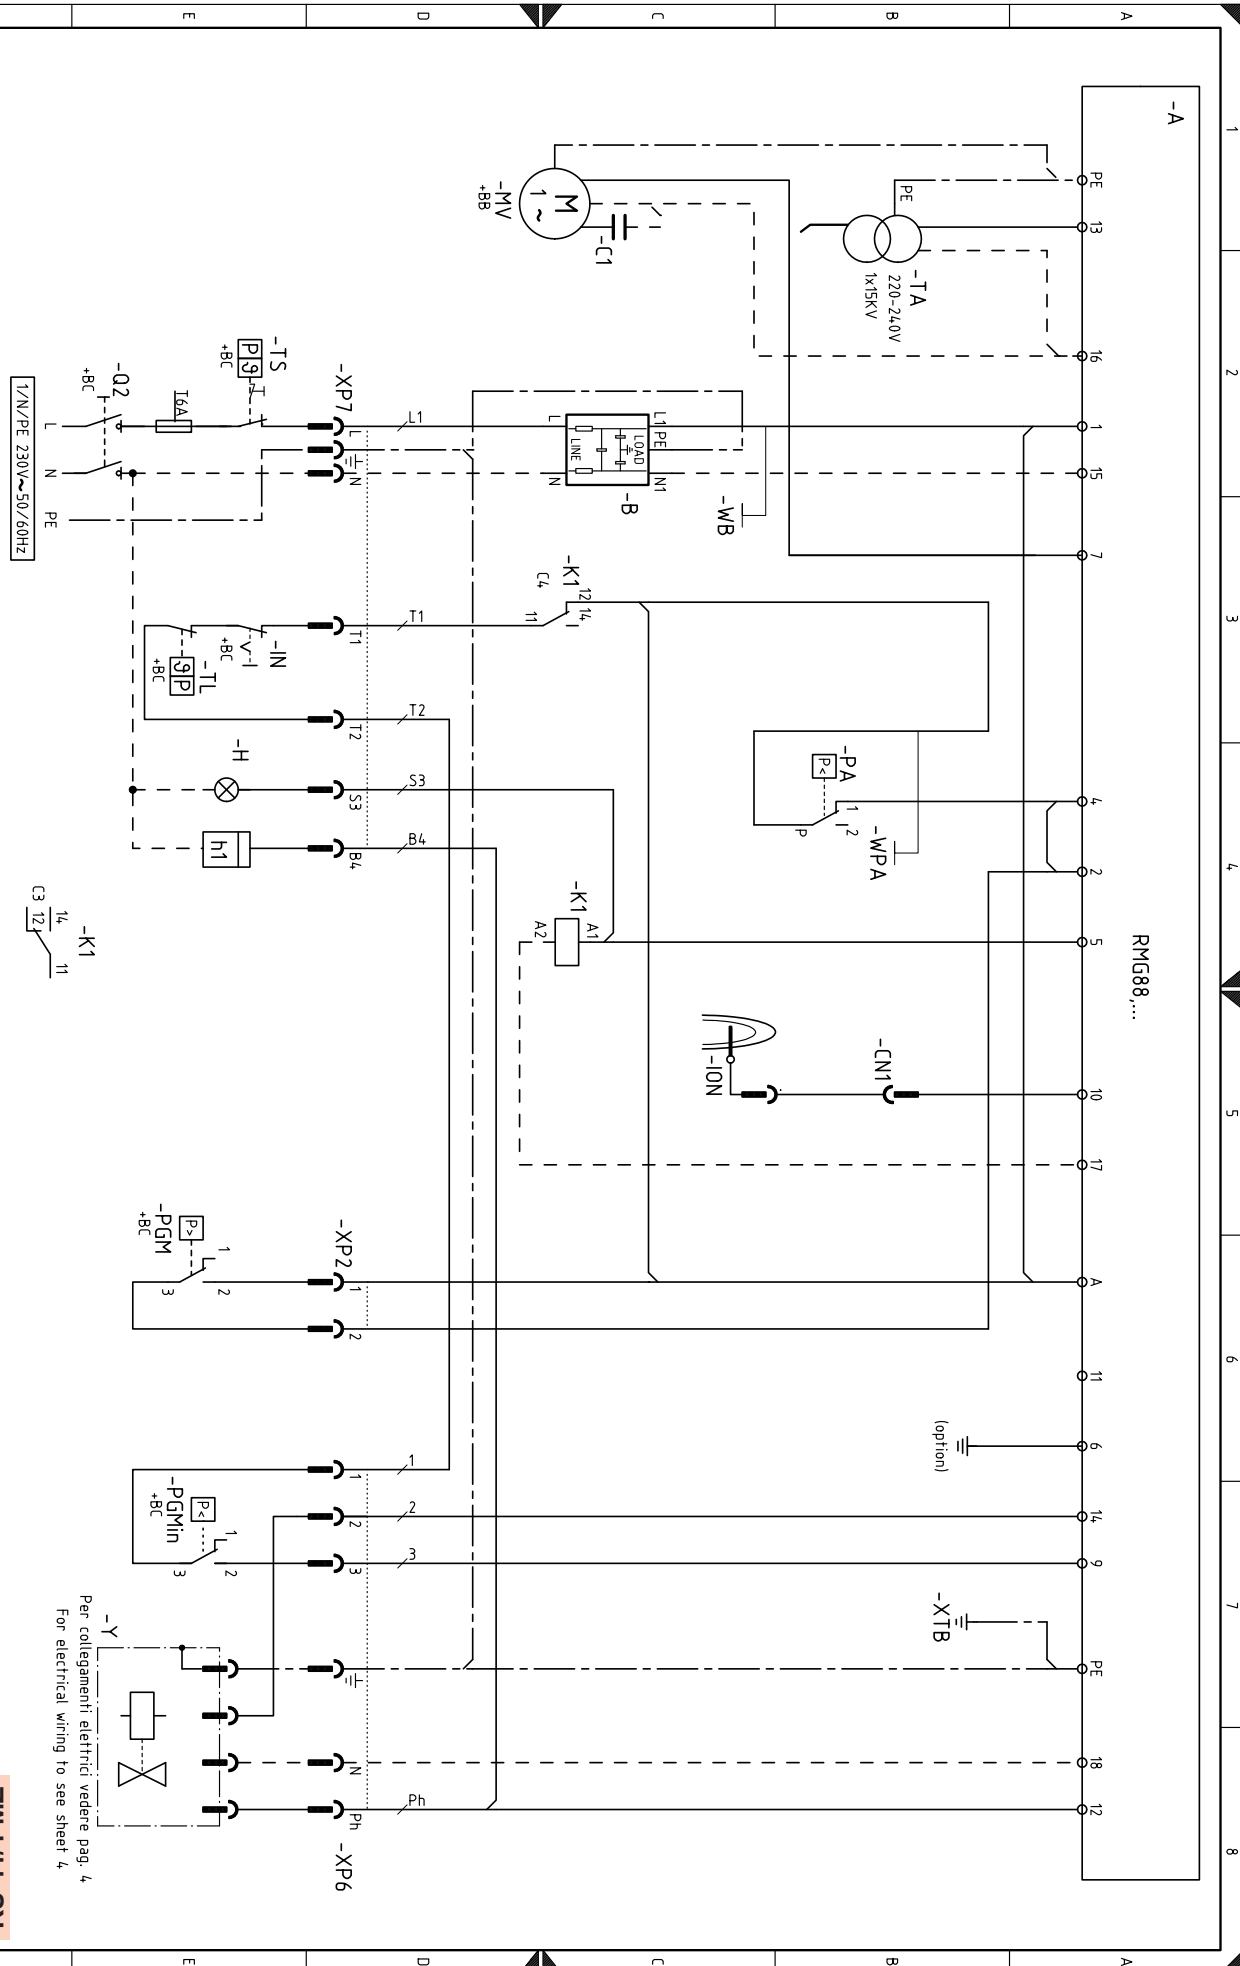 1
2
3
4
5
6
7
8
A
-A
RMG88,...
PE
13
16
1
15
7
4
2
5
10
17
A
11
6
14
9
PE
18
12
A
B
PE
-TA
220-240V
1x15KV
-PA
P<
1
2
P
-WPA
-CN1
(option)
-XTB
B
C
-C1
L1
PE
N1
LOAD
LINE
L
N
-B
-WB
-K1
C4
12
14
11
-K1
A1
A2
-ION
C
D
-MV
+BB
M
1 ~
L1
T1
T2
S3
B4
1
2
3
Ph
D
-XP7
L
N
T1
T2
S3
B4
-XP2
1
2
1
2
3
N
Ph
-XP6
E
-TS
+BC
-Q2
+BC
T6A
-IN
+BC
-TL
+BC
-H
h1
-PGM
+BC
P>
1
2
3
-PGMin
+BC
P<
1
2
3
-Y
E
L
N
PE
1/N/PE 230V~50/60Hz
-K1
14
C3 12
11
Per collegamenti elettrici vedere pag. 4
For electrical wiring to see sheet 4